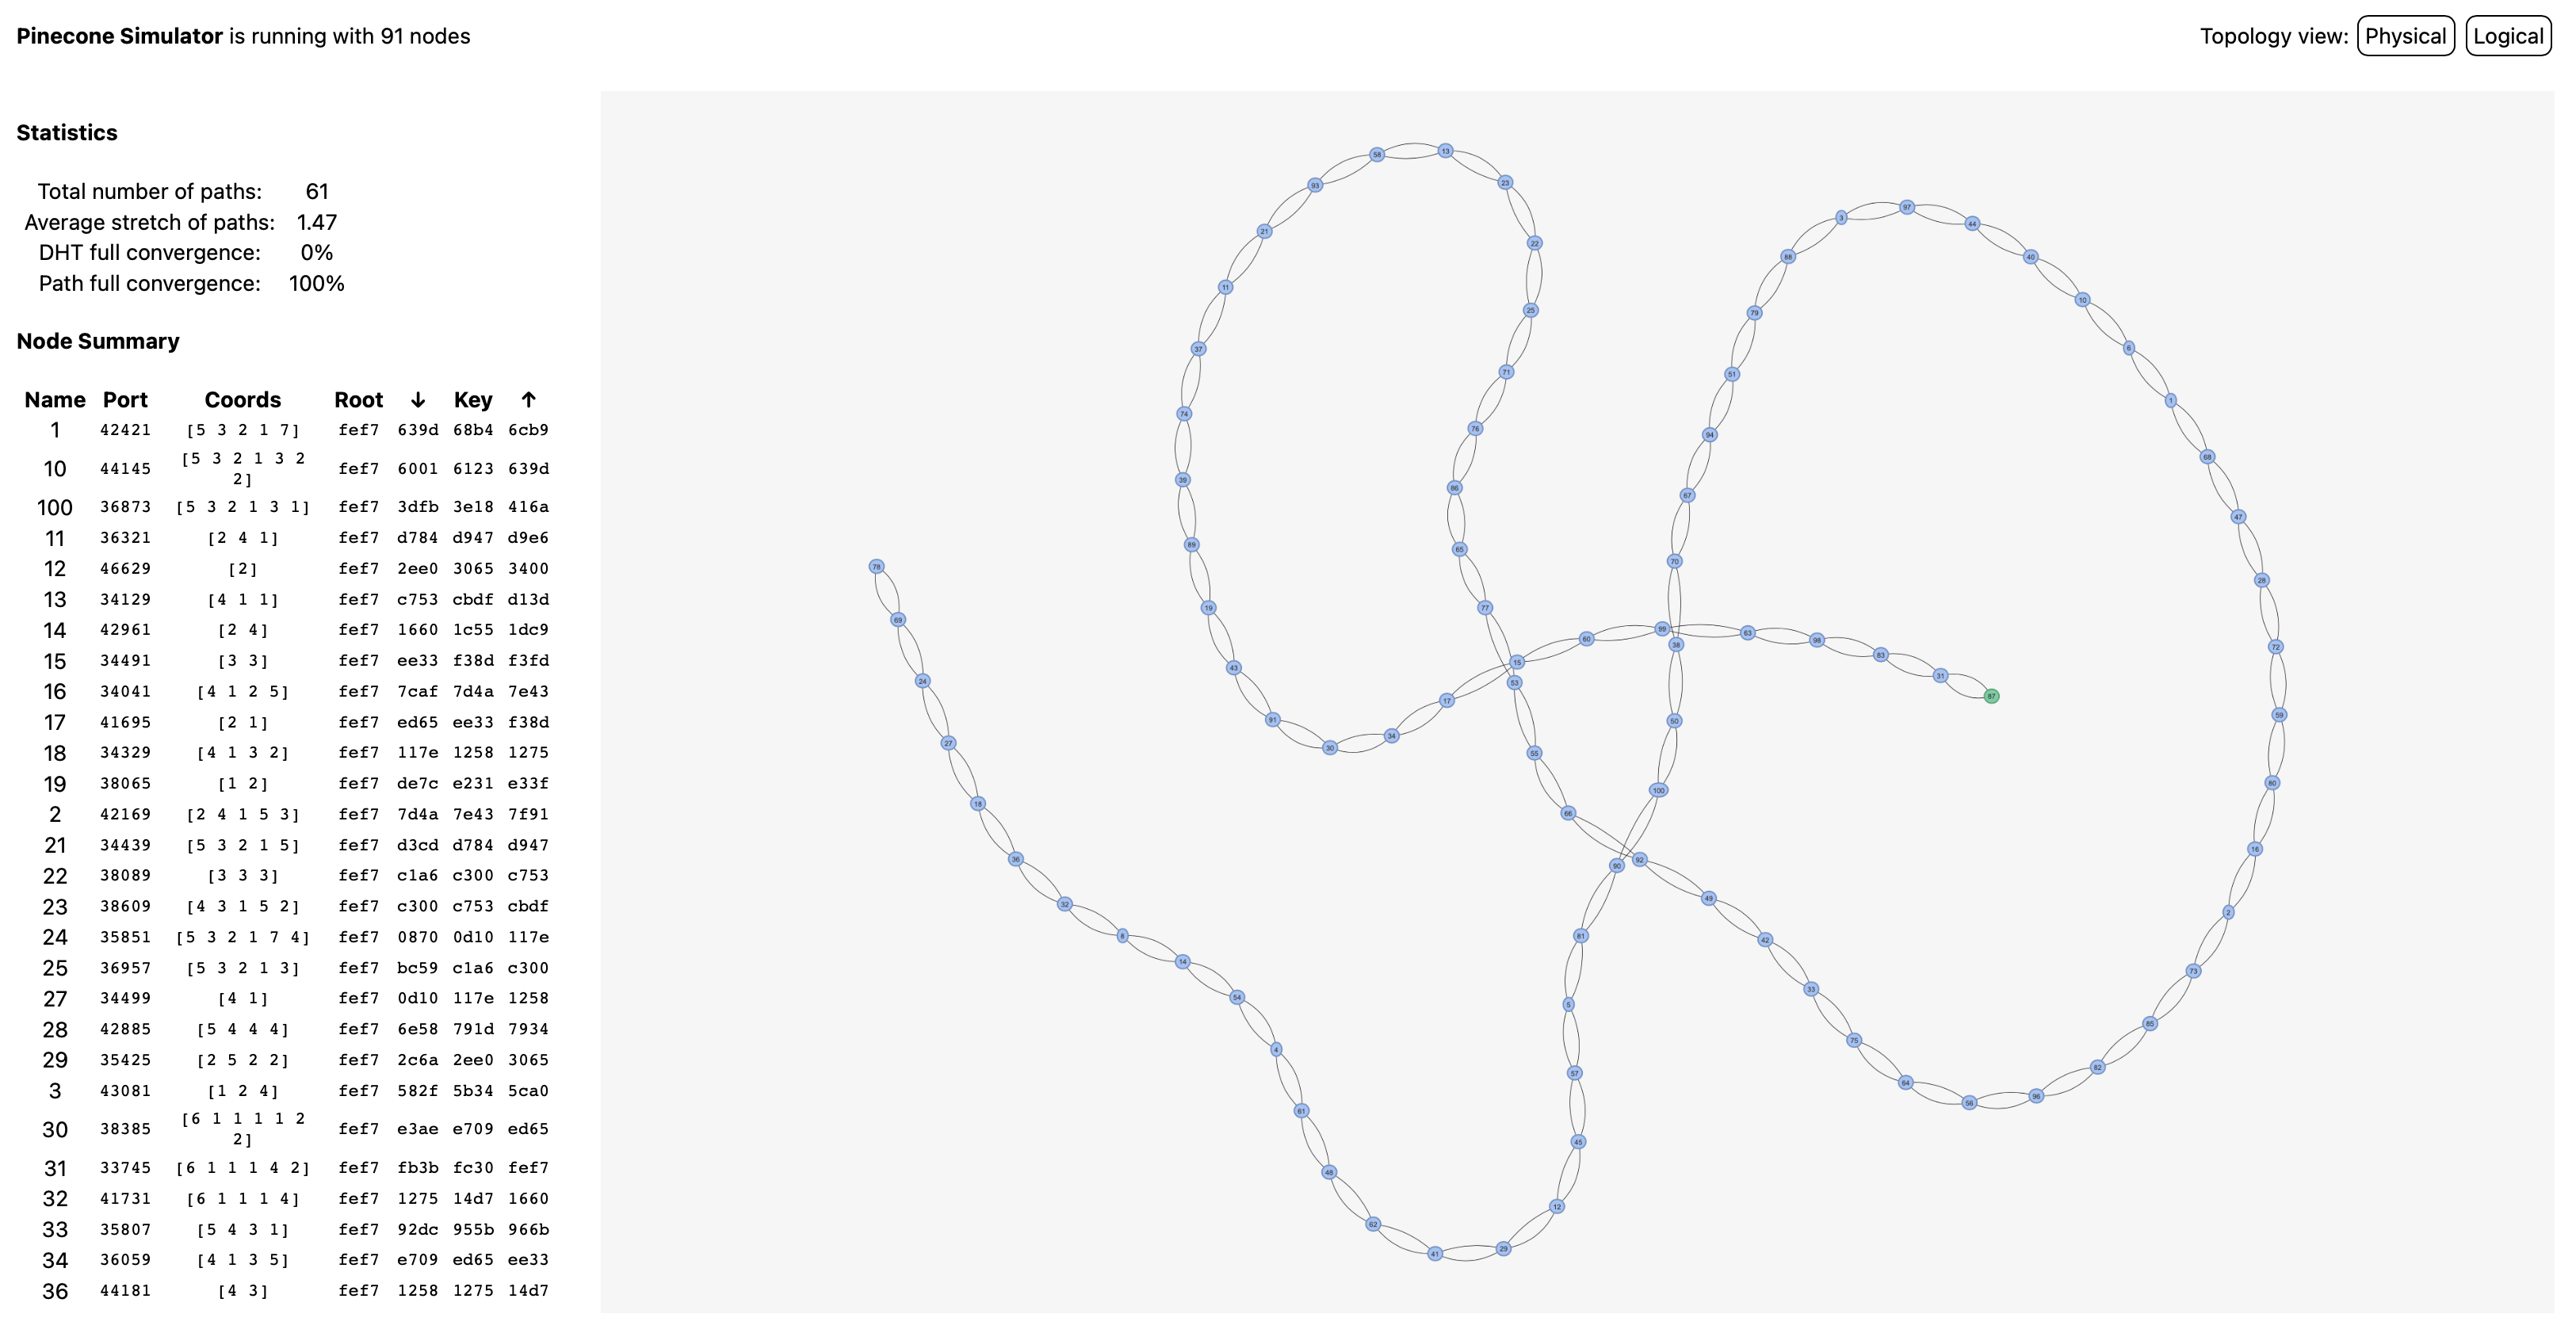 Pinecone Simulator is running with 91 nodes
Topology view: Physical Logical
Statistics
Total number of paths: 61
Average stretch of paths: 1.47
DHT full convergence: 0%
Path full convergence: 100%
Node Summary
Name Port Coords Root ↓ Key ↑
1 42421 [5 3 2 1 7] fef7 639d 68b4 6cb9
10 44145 [5 3 2 1 3 2 2] fef7 6001 6123 639d
100 36873 [5 3 2 1 3 1] fef7 3dfb 3e18 416a
11 36321 [2 4 1] fef7 d784 d947 d9e6
12 46629 [2] fef7 2ee0 3065 3400
13 34129 [4 1 1] fef7 c753 cbdf d13d
14 42961 [2 4] fef7 1660 1c55 1dc9
15 34491 [3 3] fef7 ee33 f38d f3fd
16 34041 [4 1 2 5] fef7 7caf 7d4a 7e43
17 41695 [2 1] fef7 ed65 ee33 f38d
18 34329 [4 1 3 2] fef7 117e 1258 1275
19 38065 [1 2] fef7 de7c e231 e33f
2 42169 [2 4 1 5 3] fef7 7d4a 7e43 7f91
21 34439 [5 3 2 1 5] fef7 d3cd d784 d947
22 38089 [3 3 3] fef7 c1a6 c300 c753
23 38609 [4 3 1 5 2] fef7 c300 c753 cbdf
24 35851 [5 3 2 1 7 4] fef7 0870 0d10 117e
25 36957 [5 3 2 1 3] fef7 bc59 c1a6 c300
27 34499 [4 1] fef7 0d10 117e 1258
28 42885 [5 4 4 4] fef7 6e58 791d 7934
29 35425 [2 5 2 2] fef7 2c6a 2ee0 3065
3 43081 [1 2 4] fef7 582f 5b34 5ca0
30 38385 [6 1 1 1 1 2 2] fef7 e3ae e709 ed65
31 33745 [6 1 1 1 4 2] fef7 fb3b fc30 fef7
32 41731 [6 1 1 1 4] fef7 1275 14d7 1660
33 35807 [5 4 3 1] fef7 92dc 955b 966b
34 36059 [4 1 3 5] fef7 e709 ed65 ee33
36 44181 [4 3] fef7 1258 1275 14d7
78
69
24
27
18
36
32
8
14
54
4
61
48
62
41
29
12
45
57
5
81
90
100
50
38
70
67
94
51
79
88
3
97
44
40
10
6
1
68
47
28
72
59
80
16
2
73
85
82
96
56
64
75
33
42
49
92
66
55
53
77
65
76
71
25
22
23
13
58
93
21
11
37
74
39
89
19
43
91
30
34
17
15
60
99
63
98
83
31
87